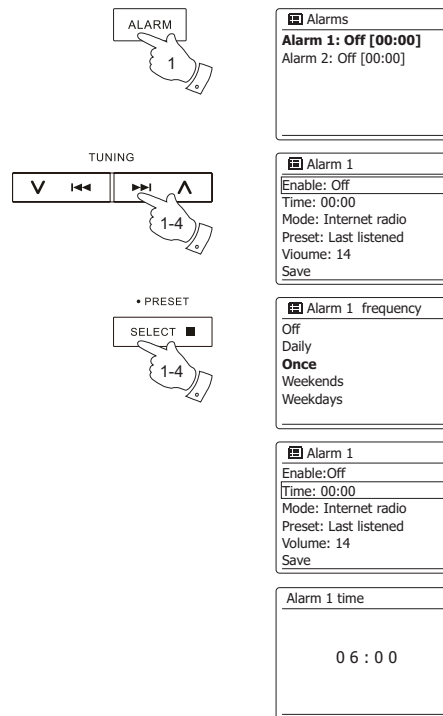 ALARM
1
TUNING
1-4
• PRESET
SELECT ■
1-4
Alarms
Alarm 1: Off [00:00]
Alarm 2: Off [00:00]
Alarm 1
Enable: Off
Time: 00:00
Mode: Internet radio
Preset: Last listened
Vioume: 14
Save
Alarm 1 frequency
Off
Daily
Once
Weekends
Weekdays
Alarm 1
Enable:Off
Time: 00:00
Mode: Internet radio
Preset: Last listened
Volume: 14
Save
Alarm 1 time
06:00